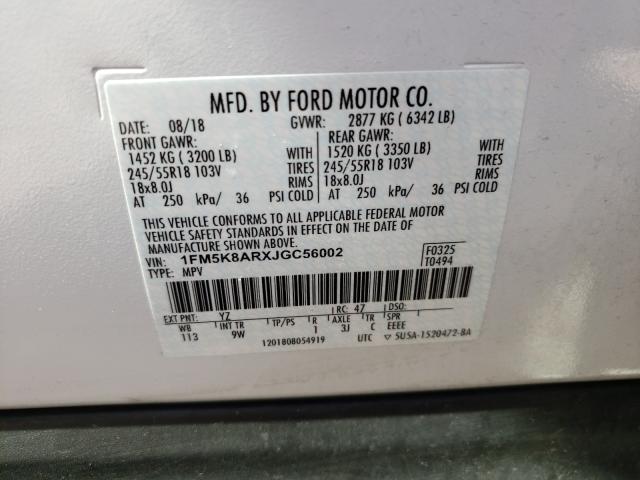 MFD. BY FORD MOTOR CO.
DATE: 08/18 GVWR: 2877 KG ( 6342 LB)
FRONT GAWR: REAR GAWR:
1452 KG ( 3200 LB) WITH 1520 KG ( 3350 LB) WITH
245/55R18 103V TIRES 245/55R18 103V TIRES
18x8.0J RIMS 18x8.0J RIMS
AT 250 kPa/ 36 PSI COLD AT 250 kPa/ 36 PSI COLD
THIS VEHICLE CONFORMS TO ALL APPLICABLE FEDERAL MOTOR
VEHICLE SAFETY STANDARDS IN EFFECT ON THE DATE OF
MANUFACTURE SHOWN ABOVE.
VIN: 1FM5K8ARXJGC56002 F0325
TYPE: MPV T0494
EXT PNT: YZ RC: 47 DSO:
WB INT TR TP/PS R AXLE TR SPR
113 9W 1 3J C EEEE
1201808054919 UTC ▽ 5USA-1520472-BA